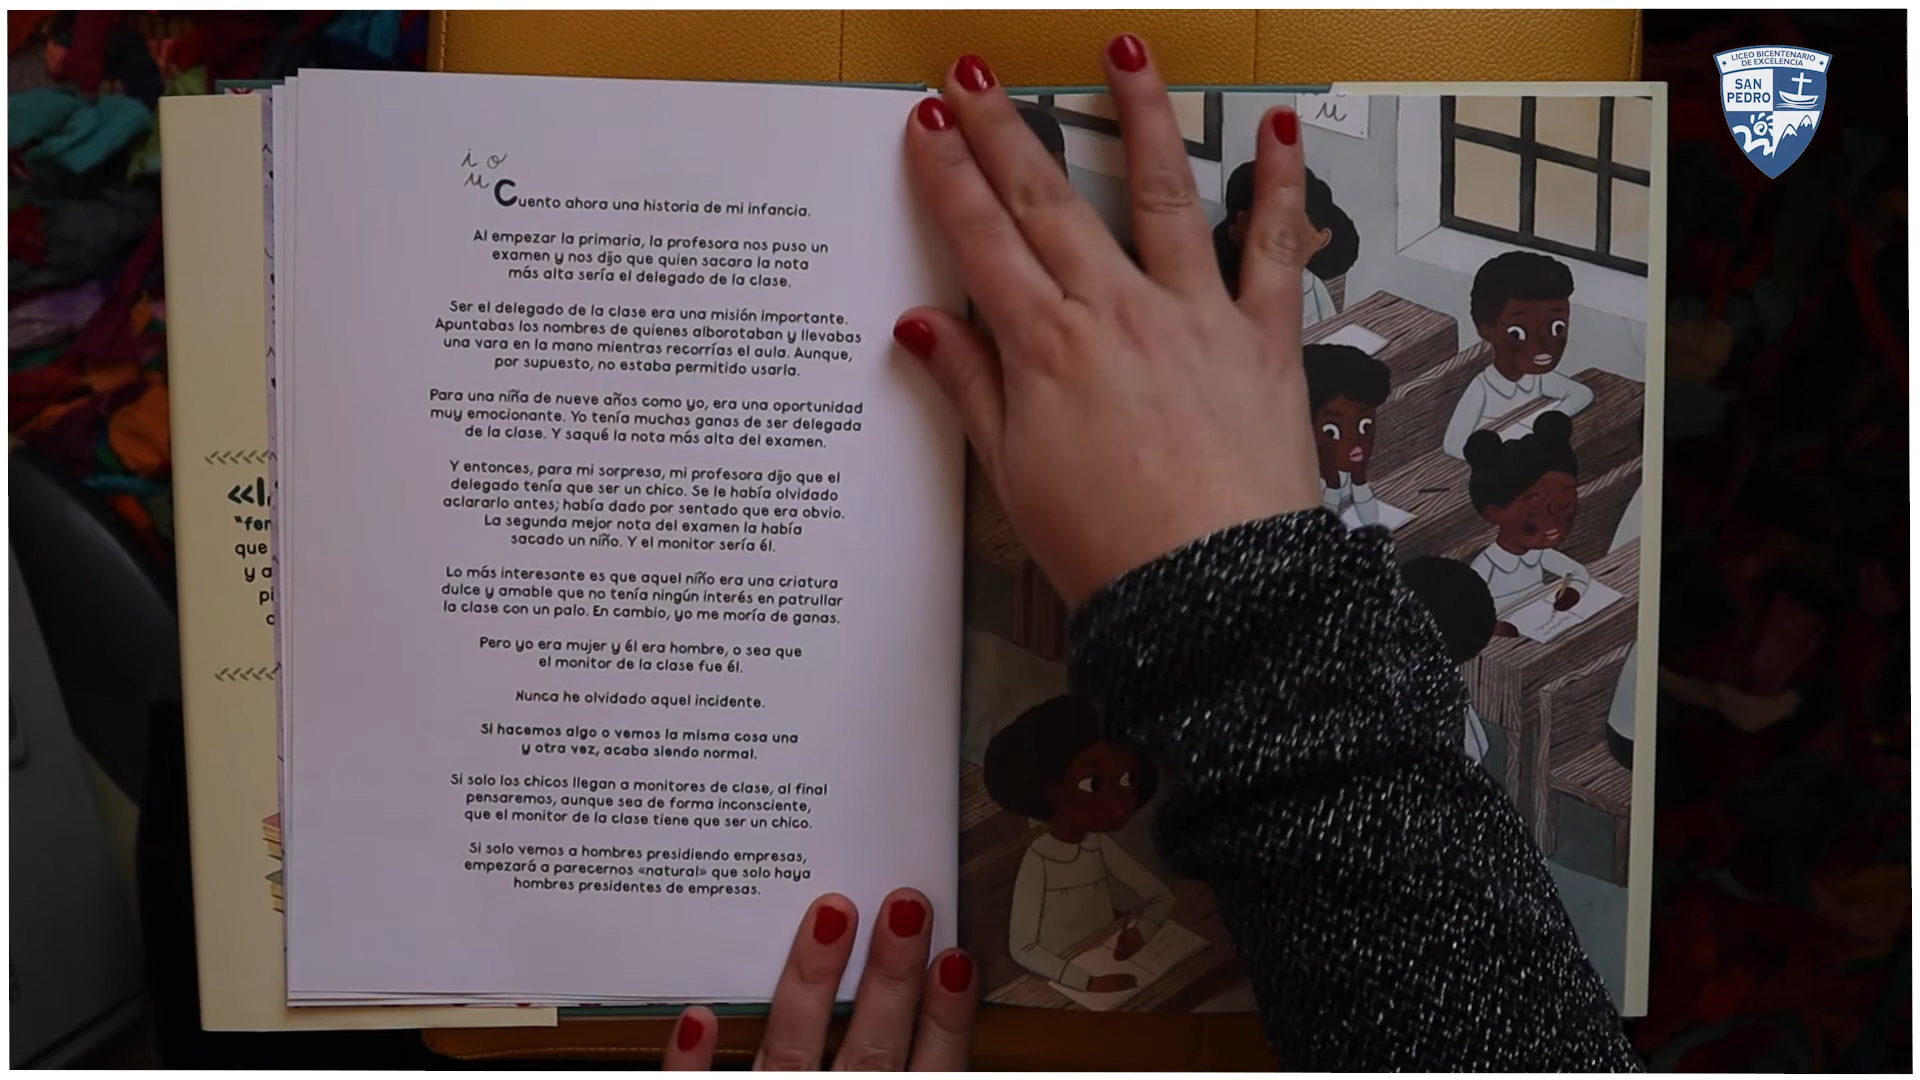 i o
u
Cuento ahora una historia de mi infancia.
Al empezar la primaria, la profesora nos puso un
examen y nos dijo que quien sacara la nota
más alta sería el delegado de la clase.
Ser el delegado de la clase era una misión importante.
Apuntabas los nombres de quienes alborotaban y llevabas
una vara en la mano mientras recorrías el aula. Aunque,
por supuesto, no estaba permitido usarla.
Para una niña de nueve años como yo, era una oportunidad
muy emocionante. Yo tenía muchas ganas de ser delegada
de la clase. Y saqué la nota más alta del examen.
Y entonces, para mi sorpresa, mi profesora dijo que el
delegado tenía que ser un chico. Se le había olvidado
aclararlo antes; había dado por sentado que era obvio.
La segunda mejor nota del examen la había
sacado un niño. Y el monitor sería él.
Lo más interesante es que aquel niño era una criatura
dulce y amable que no tenía ningún interés en patrullar
la clase con un palo. En cambio, yo me moría de ganas.
Pero yo era mujer y él era hombre, o sea que
el monitor de la clase fue él.
Nunca he olvidado aquel incidente.
Si hacemos algo o vemos la misma cosa una
y otra vez, acaba siendo normal.
Si solo los chicos llegan a monitores de clase, al final
pensaremos, aunque sea de forma inconsciente,
que el monitor de la clase tiene que ser un chico.
Si solo vemos a hombres presidiendo empresas,
empezará a parecernos «natural» que solo haya
hombres presidentes de empresas.
que
y a
u
LICEO BICENTENARIO
DE EXCELENCIA
SAN
PEDRO